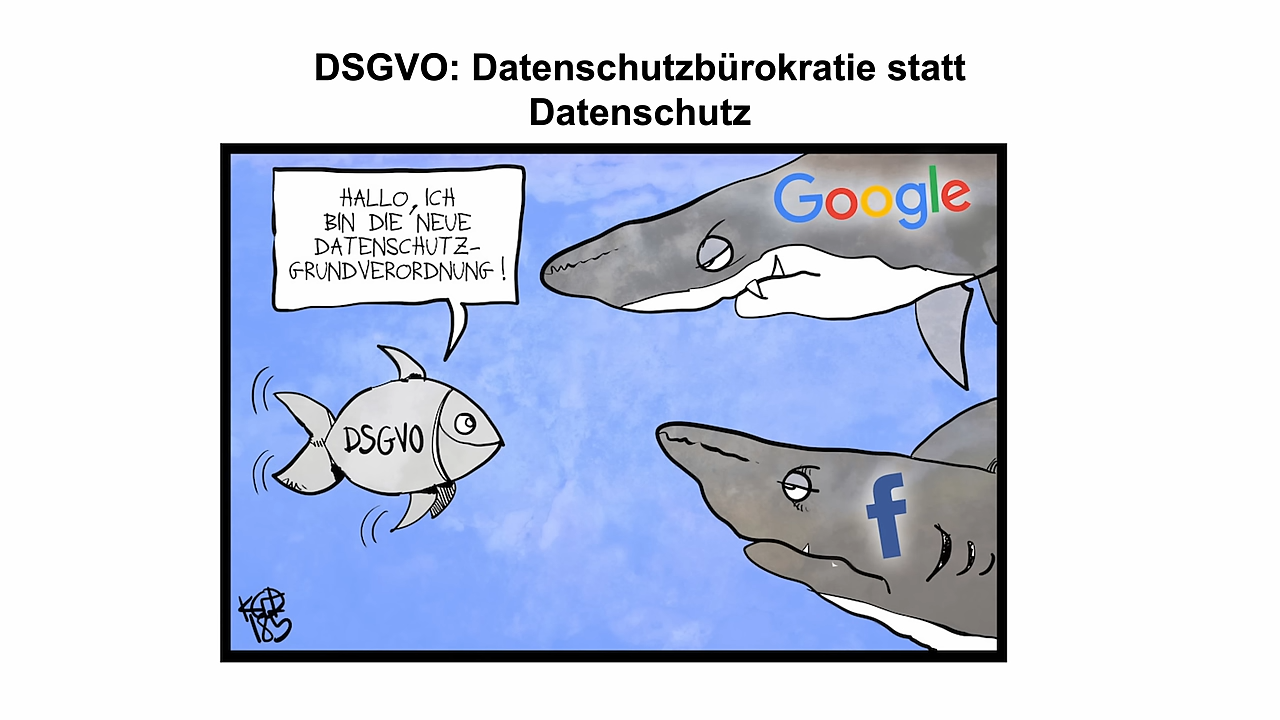 DSGVO: Datenschutzbürokratie statt
Datenschutz
HALLO, ICH
BIN DIE NEUE
DATENSCHUTZ-
GRUNDVERORDNUNG!
Google
DSGVO
f